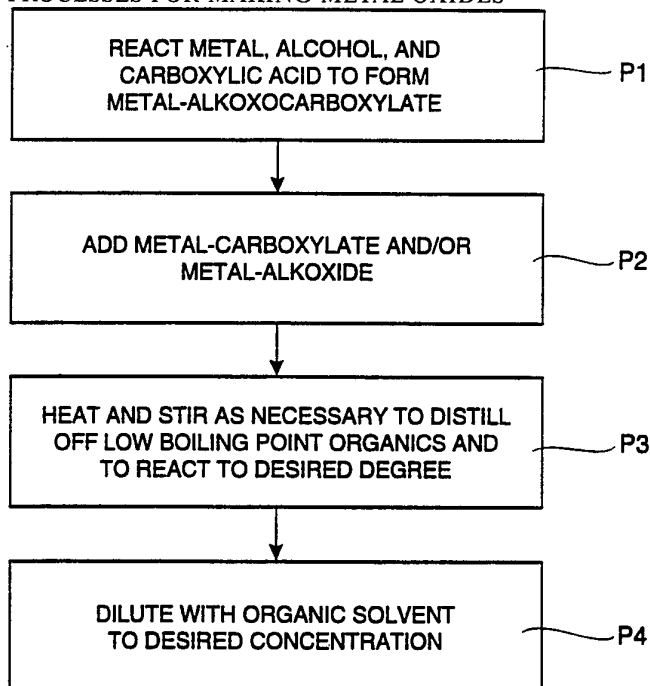 PROCESSES FOR MAKING METAL OXIDES
REACT METAL, ALCOHOL, AND
CARBOXYLIC ACID TO FORM
METAL-ALKOXOCARBOXYLATE
P1
ADD METAL-CARBOXYLATE AND/OR
METAL-ALKOXIDE
P2
HEAT AND STIR AS NECESSARY TO DISTILL
OFF LOW BOILING POINT ORGANICS AND
TO REACT TO DESIRED DEGREE
P3
DILUTE WITH ORGANIC SOLVENT
TO DESIRED CONCENTRATION
P4